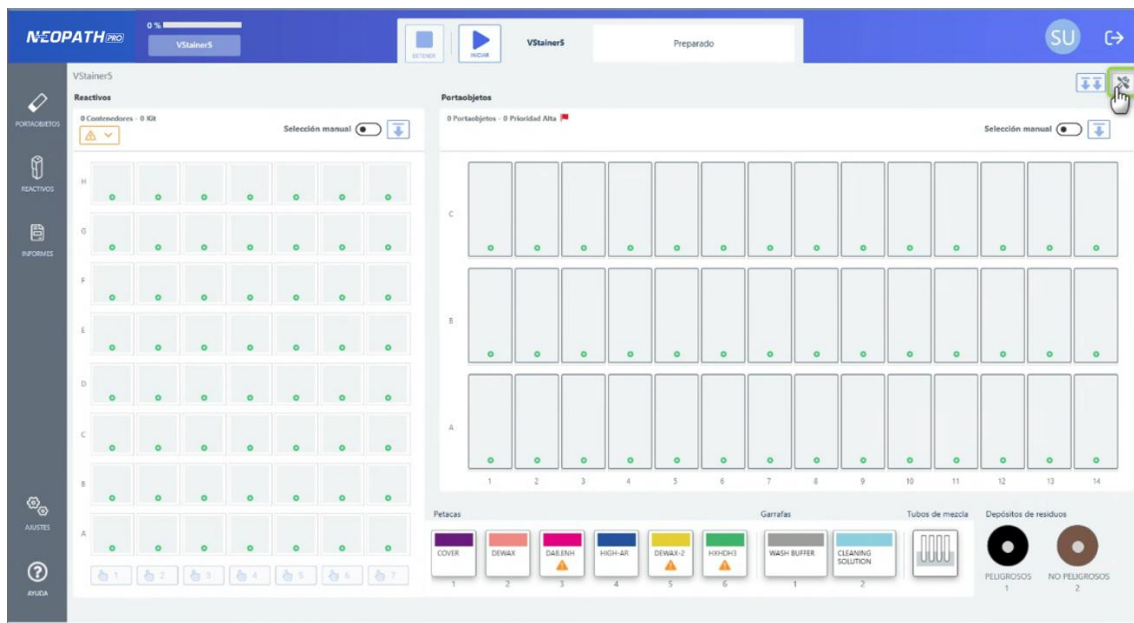 NEOPATH PRO
0 %
VStainer5
DETENER
INICIAR
VStainer5
Preparado
SU
VStainer5
PORTAOBJETOS
REACTIVOS
INFORMES
AJUSTES
AYUDA
Reactivos
0 Contenedores - 0 Kit
Selección manual
H
G
F
E
D
C
B
A
1 2 3 4 5 6 7
Portaobjetos
0 Portaobjetos - 0 Prioridad Alta
Selección manual
C
B
A
1 2 3 4 5 6 7 8 9 10 11 12 13 14
Petacas
COVER DEWAX DAB,ENH HIGH-AR DEWAX-2 HXHDH3
1 2 3 4 5 6
Garrafas
WASH BUFFER CLEANING SOLUTION
1 2
Tubos de mezcla
Depósitos de residuos
PELIGROSOS NO PELIGROSOS
1 2